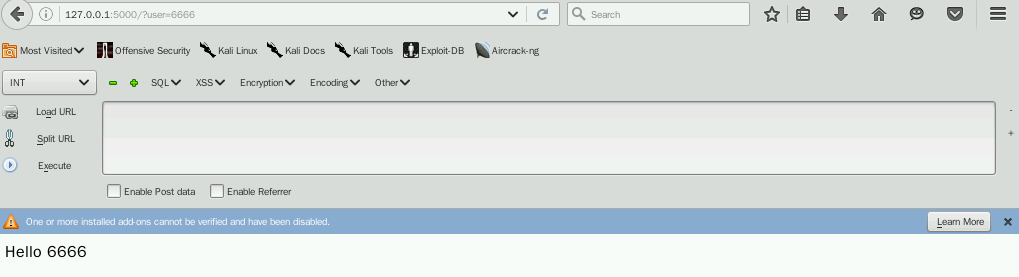 127.0.0.1:5000/?user=6666 Search
Most Visited Offensive Security Kali Linux Kali Docs Kali Tools Exploit-DB Aircrack-ng
INT SQL XSS Encryption Encoding Other
Load URL
Split URL
Execute
Enable Post data Enable Referrer
One or more installed add-ons cannot be verified and have been disabled. Learn More
Hello 6666